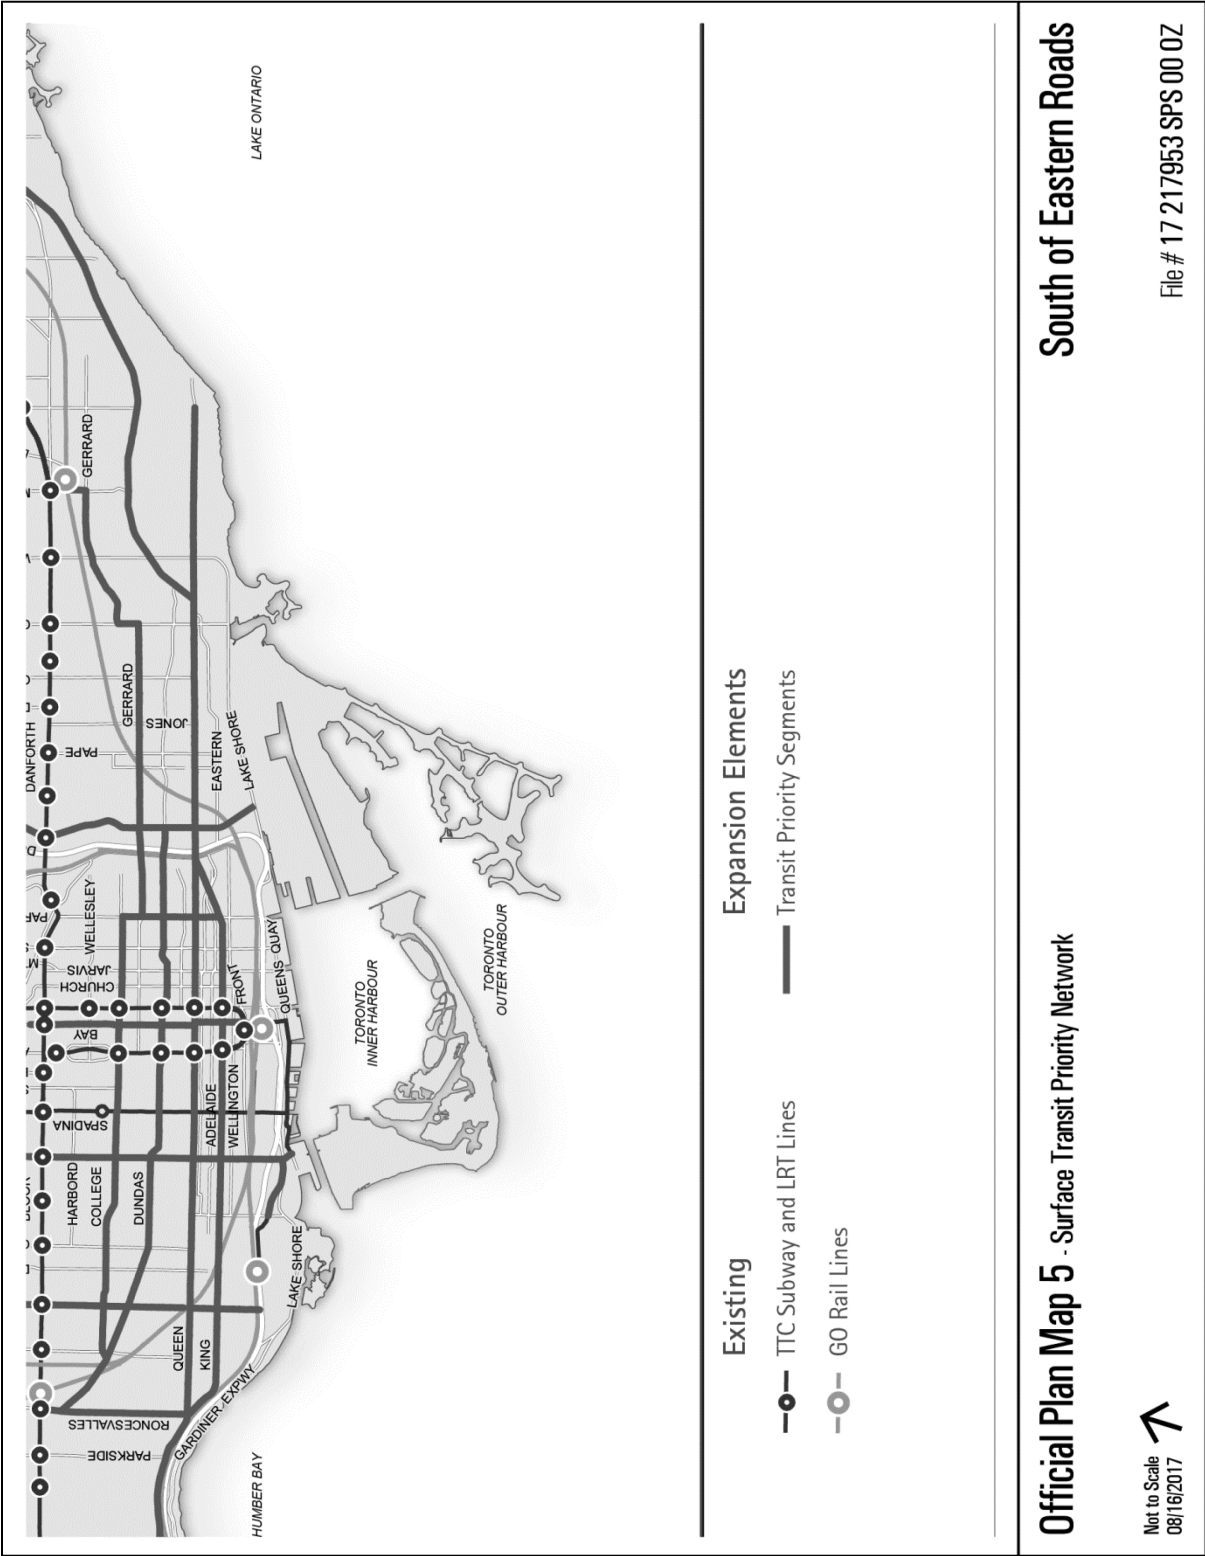 LAKE ONTARIO
GERRARD
DANFORTH
PAPE
GERRARD
JONES
EASTERN
LAKE SHORE
WELLESLEY
JARVIS
CHURCH
BAY
FRONT
QUEENS QUAY
SPADINA
ADELAIDE
WELLINGTON
HARBORD
COLLEGE
DUNDAS
QUEEN
KING
LAKE SHORE
RONCESVALLES
PARKSIDE
GARDINER EXPWY
HUMBER BAY
TORONTO
INNER HARBOUR
TORONTO
OUTER HARBOUR
Existing
TTC Subway and LRT Lines
GO Rail Lines
Expansion Elements
Transit Priority Segments
Official Plan Map 5 - Surface Transit Priority Network
South of Eastern Roads
File # 17 217953 SPS 00 OZ
Not to Scale
08/16/2017